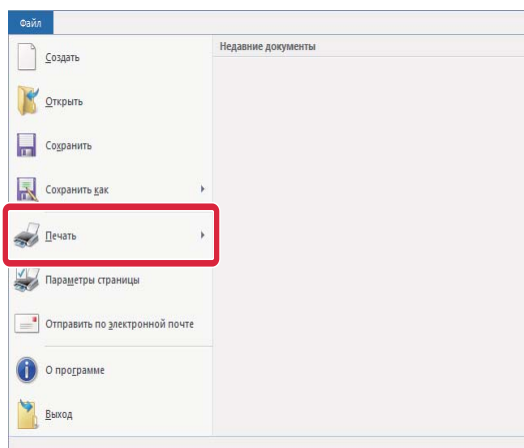 Файл
Недавние документы
Создать
Открыть
Сохранить
Сохранить как
Печать
Параметры страницы
Отправить по электронной почте
О программе
Выход